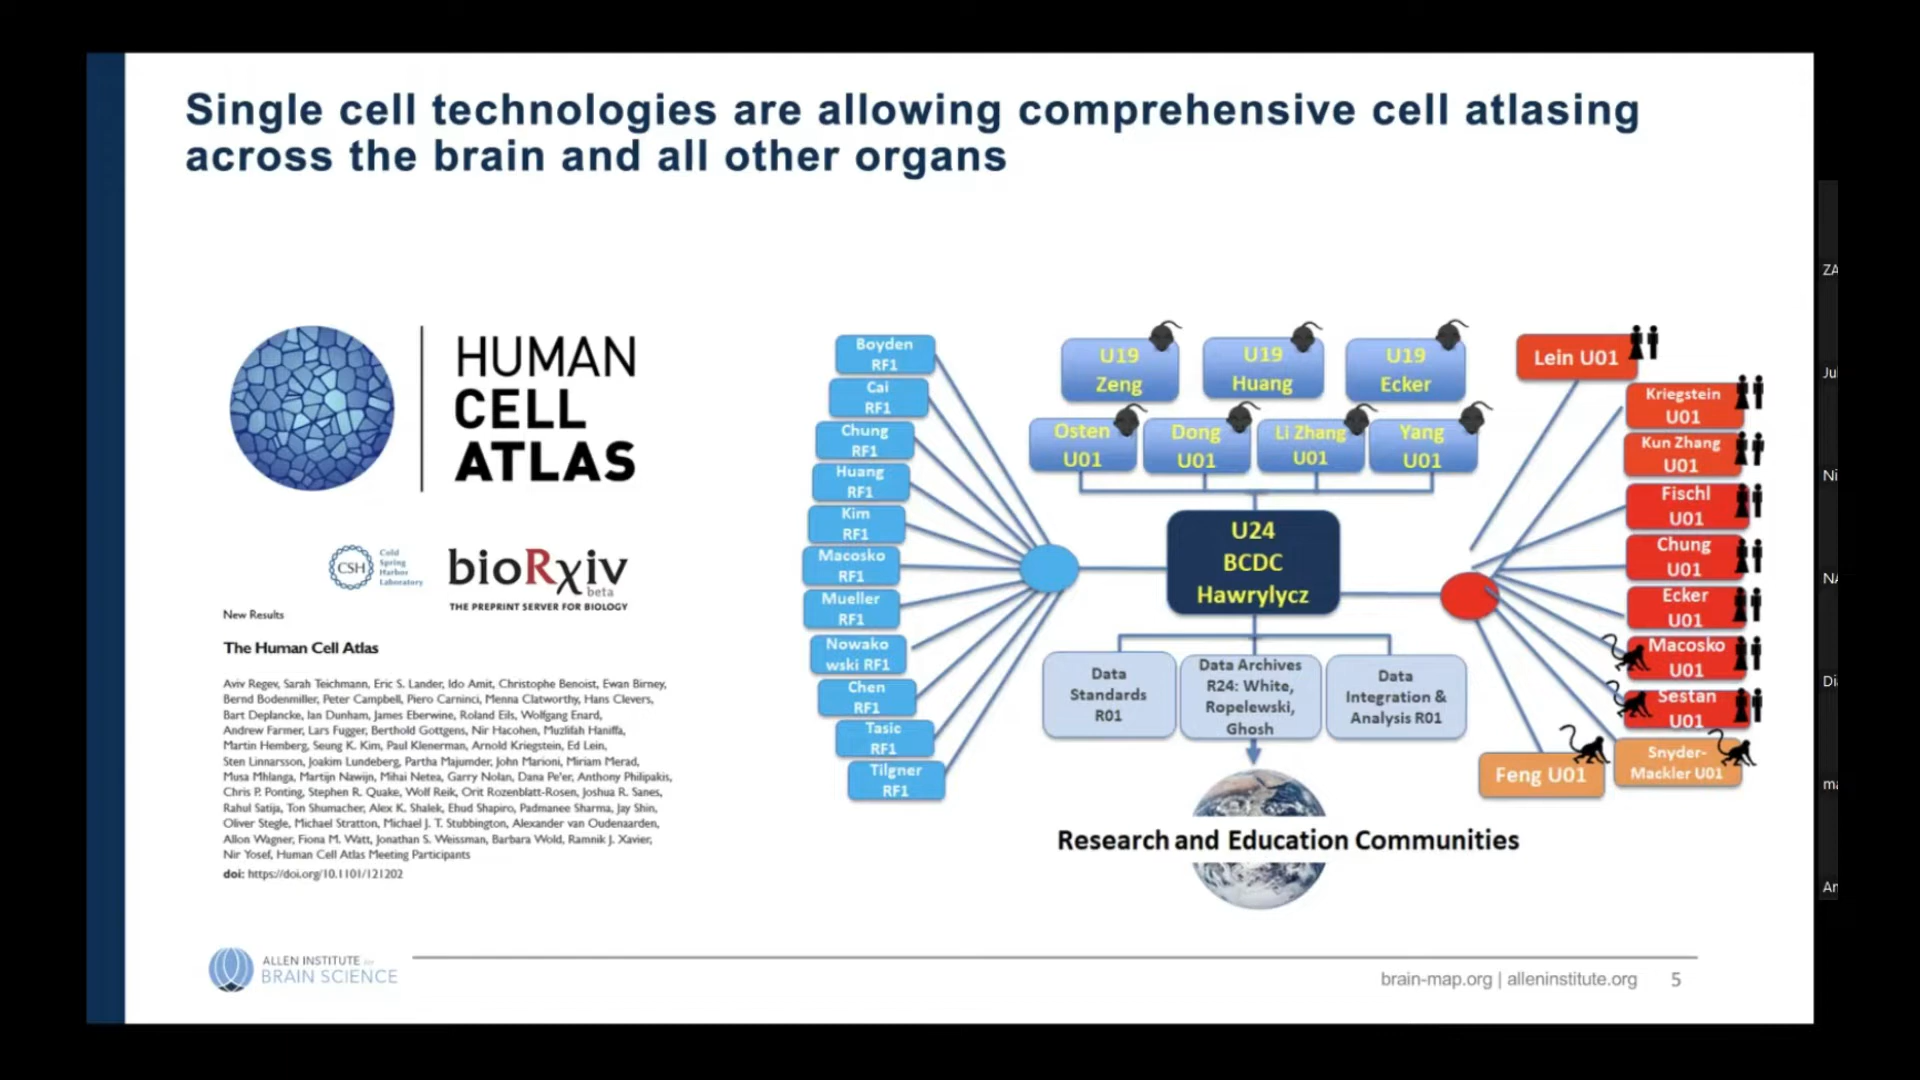 Single cell technologies are allowing comprehensive cell atlasing
across the brain and all other organs
HUMAN
CELL
ATLAS
CSH
Cold
Spring
Harbor
Laboratory
bioRχiv
beta
THE PREPRINT SERVER FOR BIOLOGY
New Results
The Human Cell Atlas
Aviv Regev, Sarah Teichmann, Eric S. Lander, Ido Amit, Christophe Benoist, Ewan Birney,
Bernd Bodenmiller, Peter Campbell, Piero Carninci, Menna Clatworthy, Hans Clevers,
Bart Deplancke, Ian Dunham, James Eberwine, Roland Eils, Wolfgang Enard,
Andrew Farmer, Lars Fugger, Berthold Gottgens, Nir Hacohen, Muzlifah Haniffa,
Martin Hemberg, Seung K. Kim, Paul Klenerman, Arnold Kriegstein, Ed Lein,
Sten Linnarsson, Joakim Lundeberg, Partha Majumder, John Marioni, Miriam Merad,
Musa Mhlanga, Martijn Nawijn, Mihai Netea, Garry Nolan, Dana Pe'er, Anthony Philipakis,
Chris P. Ponting, Stephen R. Quake, Wolf Reik, Orit Rozenblatt-Rosen, Joshua R. Sanes,
Rahul Satija, Ton Shumacher, Alex K. Shalek, Ehud Shapiro, Padmanee Sharma, Jay Shin,
Oliver Stegle, Michael Stratton, Michael J. T. Stubbington, Alexander van Oudenaarden,
Allon Wagner, Fiona M. Watt, Jonathan S. Weissman, Barbara Wold, Ramnik J. Xavier,
Nir Yosef, Human Cell Atlas Meeting Participants
doi: https://doi.org/10.1101/121202
Boyden
RF1
Cai
RF1
Chung
RF1
Huang
RF1
Kim
RF1
Macosko
RF1
Mueller
RF1
Nowako
wski RF1
Chen
RF1
Tasic
RF1
Tilgner
RF1
U19
Zeng
U19
Huang
U19
Ecker
Osten
U01
Dong
U01
Li Zhang
U01
Yang
U01
U24
BCDC
Hawrylycz
Data
Standards
R01
Data Archives
R24: White,
Ropelewski,
Ghosh
Data
Integration &
Analysis R01
Research and Education Communities
Lein U01
Kriegstein
U01
Kun Zhang
U01
Fischl
U01
Chung
U01
Ecker
U01
Macosko
U01
Sestan
U01
Snyder-
Mackler U01
Feng U01
ALLEN INSTITUTE for
BRAIN SCIENCE
brain-map.org | alleninstitute.org 5
ZA
Ju
Ni
NA
Di
ma
An